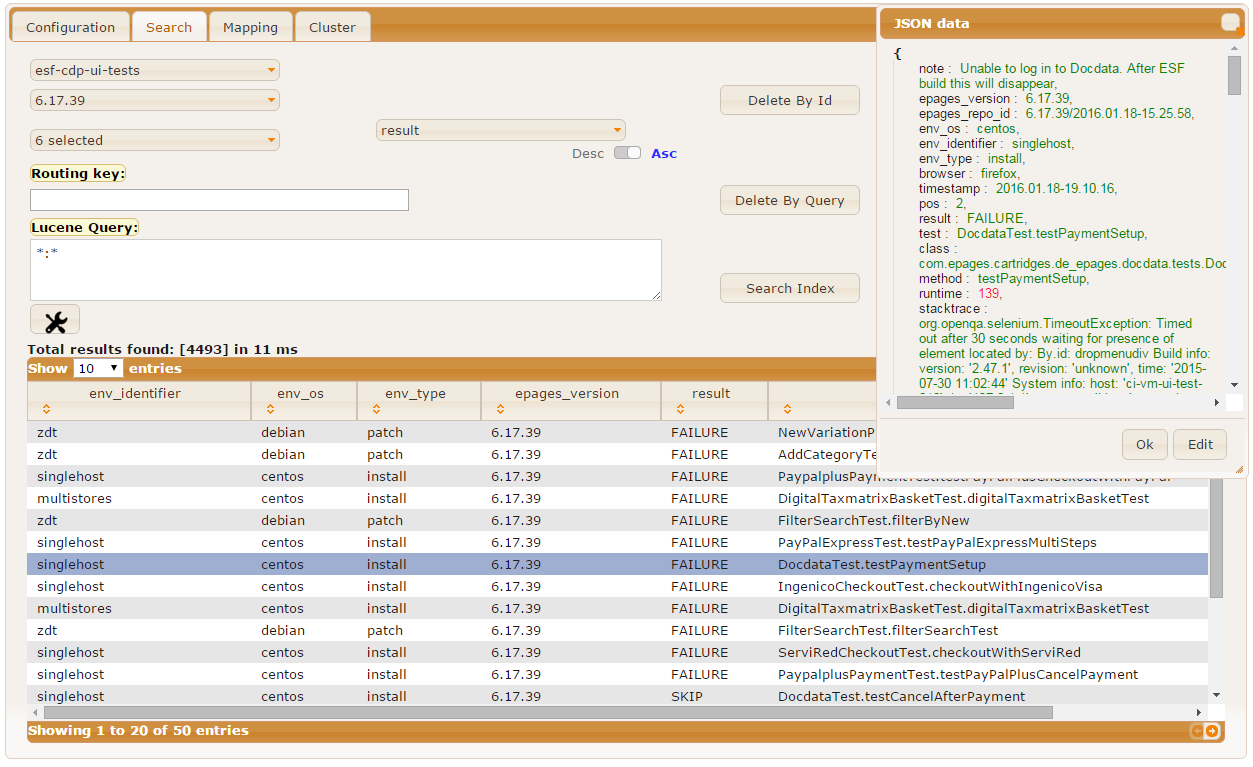 Configuration
Search
Mapping
Cluster
esf-cdp-ui-tests
6.17.39
Delete By Id
6 selected
result
Desc Asc
Routing key:
Delete By Query
Lucene Query:
*:*
Search Index
Total results found: [4493] in 11 ms
Show 10 entries
env_identifier env_os env_type epages_version result
zdt debian patch 6.17.39 FAILURE NewVariationP
zdt debian patch 6.17.39 FAILURE AddCategoryTe
singlehost centos install 6.17.39 FAILURE
multistores centos install 6.17.39 FAILURE DigitalTaxmatrixBasketTest.digitalTaxmatrixBasketTest
zdt debian patch 6.17.39 FAILURE FilterSearchTest.filterByNew
singlehost centos install 6.17.39 FAILURE PayPalExpressTest.testPayPalExpressMultiSteps
singlehost centos install 6.17.39 FAILURE DocdataTest.testPaymentSetup
singlehost centos install 6.17.39 FAILURE IngenicoCheckoutTest.checkoutWithIngenicoVisa
multistores centos install 6.17.39 FAILURE DigitalTaxmatrixBasketTest.digitalTaxmatrixBasketTest
zdt debian patch 6.17.39 FAILURE FilterSearchTest.filterSearchTest
singlehost centos install 6.17.39 FAILURE ServiRedCheckoutTest.checkoutWithServiRed
singlehost centos install 6.17.39 FAILURE PaypalplusPaymentTest.testPayPalPlusCancelPayment
singlehost centos install 6.17.39 SKIP DocdataTest.testCancelAfterPayment
Showing 1 to 20 of 50 entries
JSON data
{
note : Unable to log in to Docdata. After ESF
build this will disappear,
epages_version : 6.17.39,
epages_repo_id : 6.17.39/2016.01.18-15.25.58,
env_os : centos,
env_identifier : singlehost,
env_type : install,
browser : firefox,
timestamp : 2016.01.18-19.10.16,
pos : 2,
result : FAILURE,
test : DocdataTest.testPaymentSetup,
class :
com.epages.cartridges.de_epages.docdata.tests.Doc
method : testPaymentSetup,
runtime : 139,
stacktrace :
org.openqa.selenium.TimeoutException: Timed
out after 30 seconds waiting for presence of
element located by: By.id: dropmenudiv Build info:
version: '2.47.1', revision: 'unknown', time: '2015-
07-30 11:02:44' System info: host: 'ci-vm-ui-test-
Ok
Edit